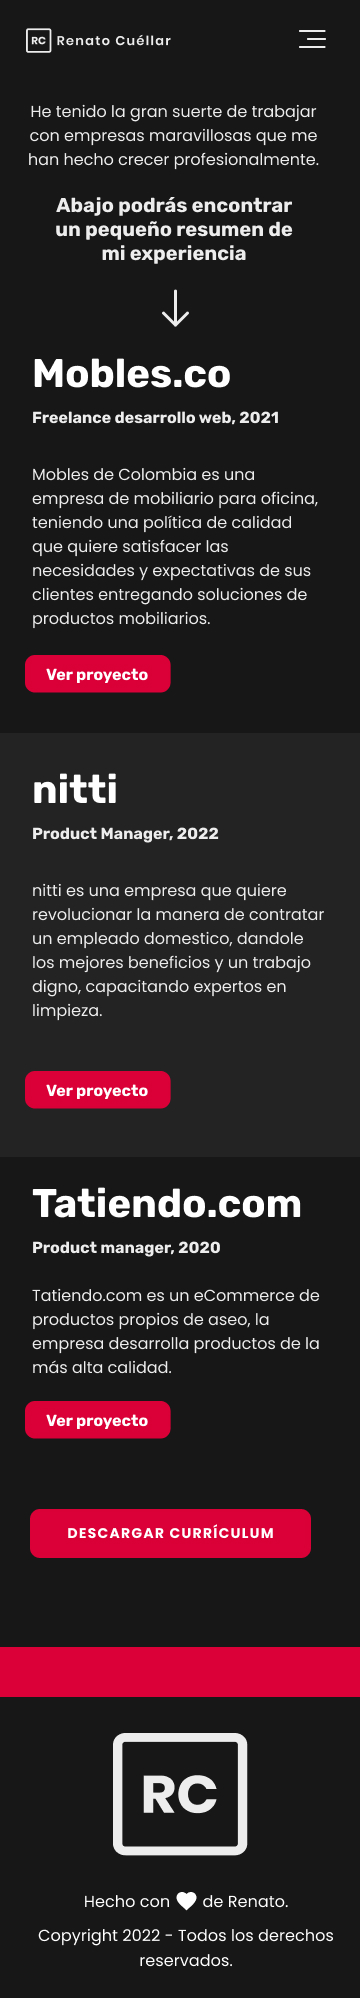 RC Renato Cuéllar
He tenido la gran suerte de trabajar
con empresas maravillosas que me
han hecho crecer profesionalmente.
Abajo podrás encontrar
un pequeño resumen de
mi experiencia
Mobles.co
Freelance desarrollo web, 2021
Mobles de Colombia es una
empresa de mobiliario para oficina,
teniendo una política de calidad
que quiere satisfacer las
necesidades y expectativas de sus
clientes entregando soluciones de
productos mobiliarios.
Ver proyecto
nitti
Product Manager, 2022
nitti es una empresa que quiere
revolucionar la manera de contratar
un empleado domestico, dandole
los mejores beneficios y un trabajo
digno, capacitando expertos en
limpieza.
Ver proyecto
Tatiendo.com
Product manager, 2020
Tatiendo.com es un eCommerce de
productos propios de aseo, la
empresa desarrolla productos de la
más alta calidad.
Ver proyecto
DESCARGAR CURRÍCULUM
RC
Hecho con ♥ de Renato.
Copyright 2022 - Todos los derechos
reservados.